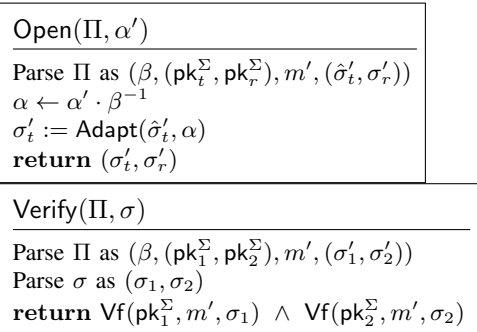 Open(Π, α′)
Parse Π as (β, (pk_t^Σ, pk_r^Σ), m′, (σ̂′_t, σ′_r))
α ← α′ · β^{−1}
σ′_t := Adapt(σ̂′_t, α)
return (σ′_t, σ′_r)
Verify(Π, σ)
Parse Π as (β, (pk_1^Σ, pk_2^Σ), m′, (σ′_1, σ′_2))
Parse σ as (σ_1, σ_2)
return Vf(pk_1^Σ, m′, σ_1) ∧ Vf(pk_2^Σ, m′, σ_2)